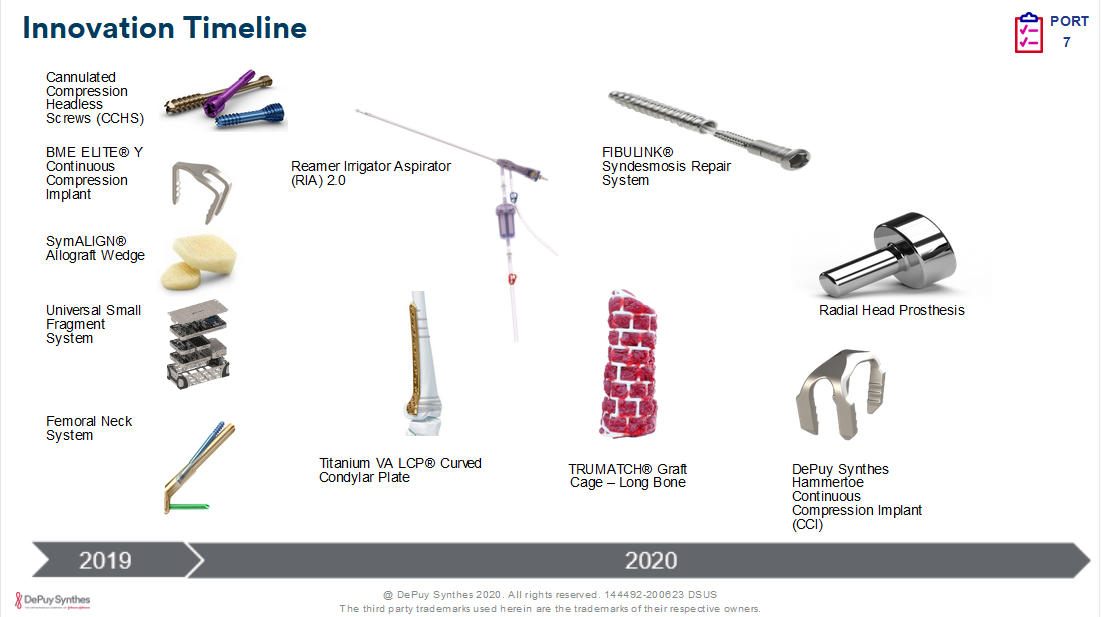 Innovation Timeline
PORT
7
Cannulated
Compression
Headless
Screws (CCHS)
BME ELITE® Y
Continuous
Compression
Implant
SymALIGN®
Allograft Wedge
Universal Small
Fragment
System
Femoral Neck
System
Reamer Irrigator Aspirator
(RIA) 2.0
Titanium VA LCP® Curved
Condylar Plate
FIBULINK®
Syndesmosis Repair
System
TRUMATCH® Graft
Cage – Long Bone
Radial Head Prosthesis
DePuy Synthes
Hammertoe
Continuous
Compression Implant
(CCI)
2019
2020
DePuy Synthes
@ DePuy Synthes 2020. All rights reserved. 144492-200623 DSUS
The third party trademarks used herein are the trademarks of their respective owners.